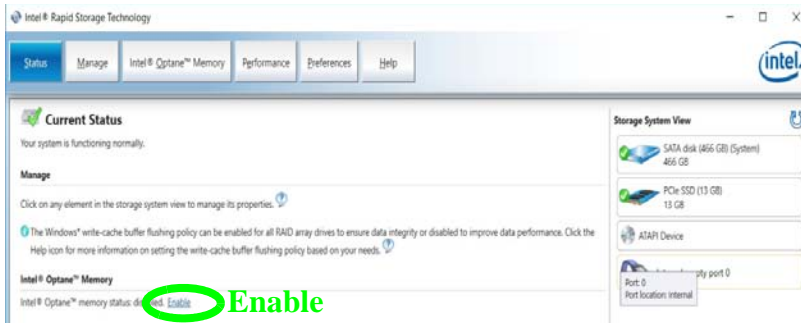 Intel® Rapid Storage Technology
Status Manage Intel® Optane™ Memory Performance Preferences Help
intel
Current Status
Your system is functioning normally.
Manage
Click on any element in the storage system view to manage its properties.
The Windows* write-cache buffer flushing policy can be enabled for all RAID array drives to ensure data integrity or disabled to improve data performance. Click the
Help icon for more information on setting the write-cache buffer flushing policy based on your needs.
Intel® Optane™ Memory
Intel® Optane™ memory status: Enable
Enable
Storage System View
SATA disk (466 GB) (System)
466 GB
PCIe SSD (13 GB)
13 GB
ATAPI Device
port 0
Port: 0
Port location: internal